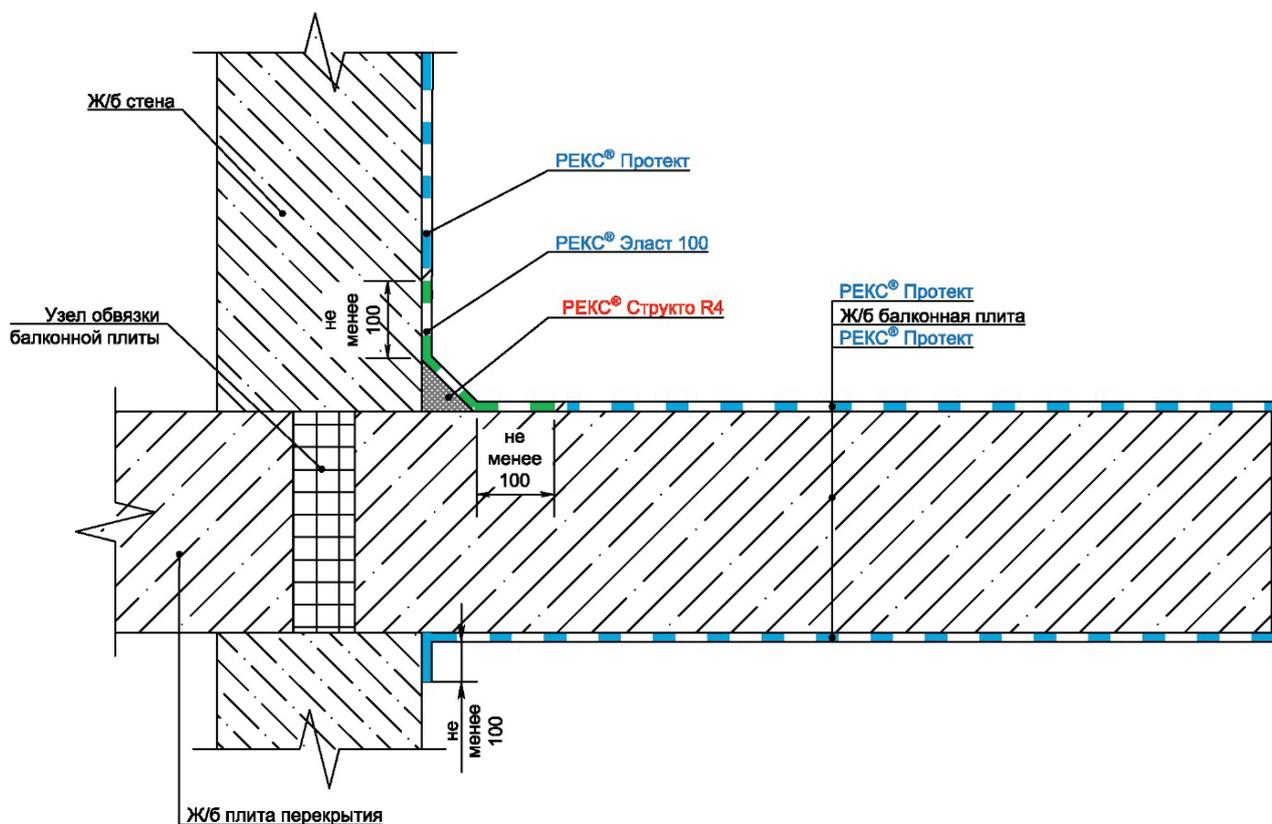 Ж/б стена
РЕКС® Протект
РЕКС® Эласт 100
РЕКС® Структо R4
не
менее
100
Узел обвязки
балконной плиты
РЕКС® Протект
Ж/б балконная плита
РЕКС® Протект
не
менее
100
не
менее
100
Ж/б плита перекрытия